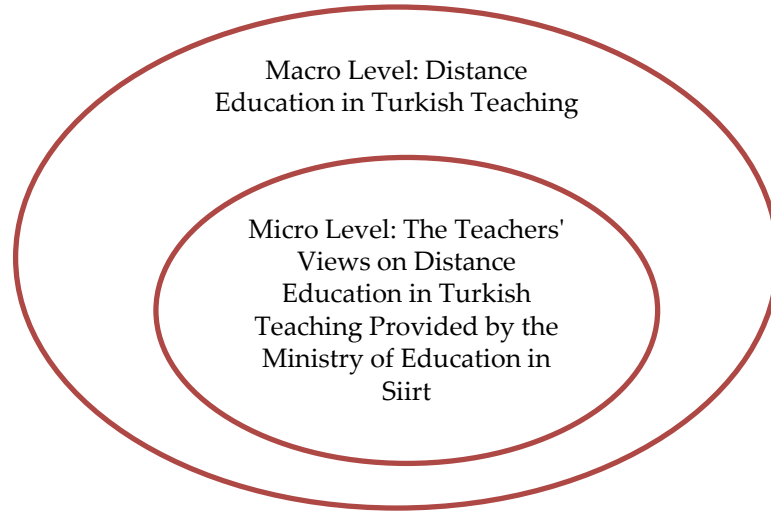 Macro Level: Distance
Education in Turkish Teaching
Micro Level: The Teachers'
Views on Distance
Education in Turkish
Teaching Provided by the
Ministry of Education in
Siirt